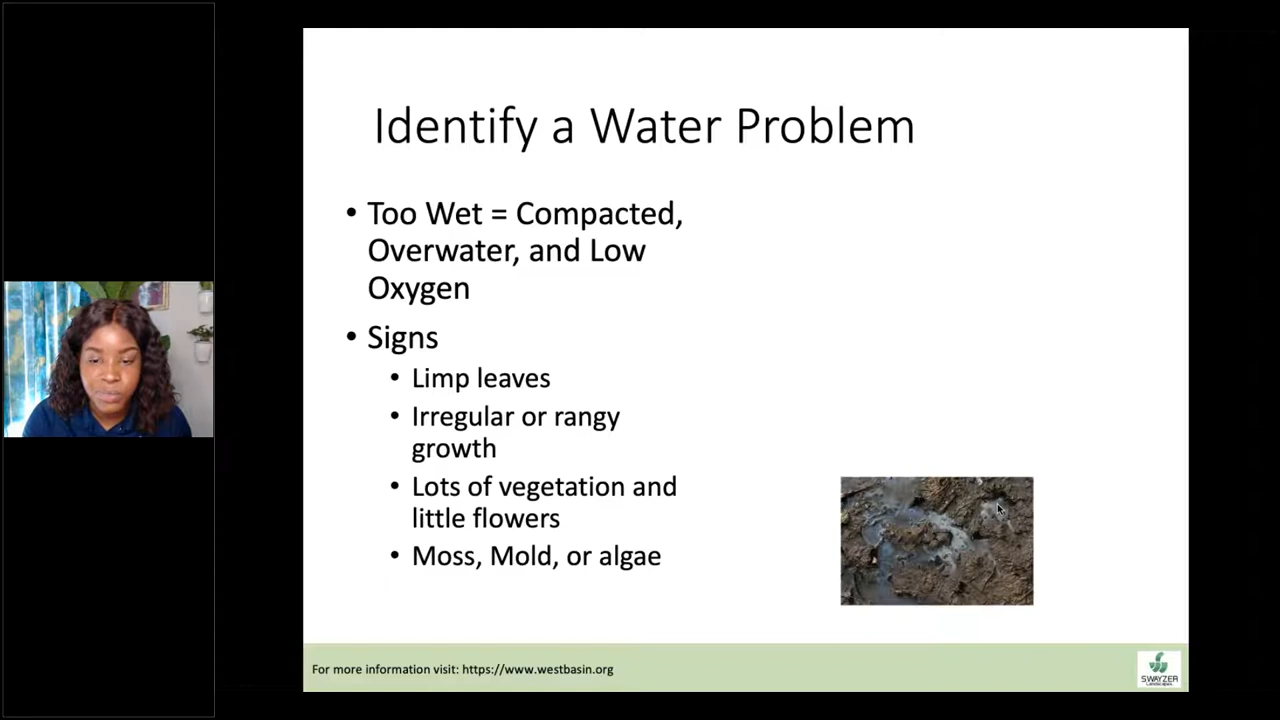 Identify a Water Problem
• Too Wet = Compacted,
Overwater, and Low
Oxygen
• Signs
• Limp leaves
• Irregular or rangy
growth
• Lots of vegetation and
little flowers
• Moss, Mold, or algae
For more information visit: https://www.westbasin.org
SWAYZER
LANDSCAPES